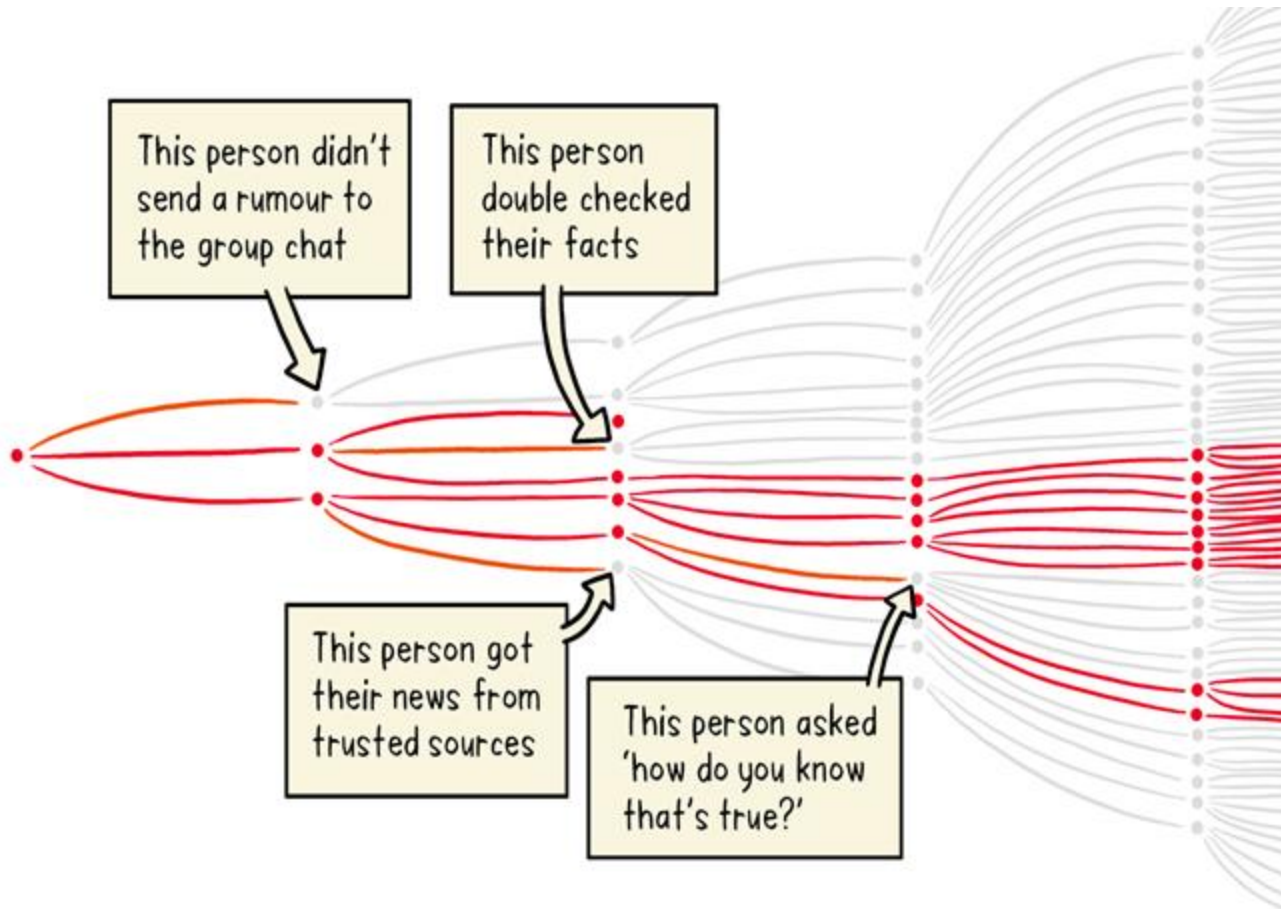 This person didn't
send a rumour to
the group chat
This person
double checked
their facts
This person got
their news from
trusted sources
This person asked
'how do you know
that's true?'